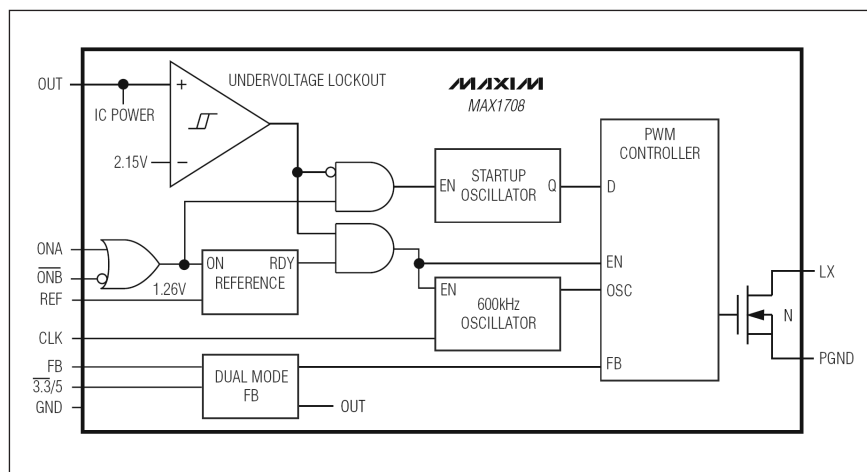 UNDERVOLTAGE LOCKOUT
MAXIM
MAX1708
OUT
+
IC POWER
2.15V
−
PWM
CONTROLLER
STARTUP
OSCILLATOR
EN
Q
D
ONA
ON̅B̅
REF
1.26V
ON
RDY
REFERENCE
EN
OSC
EN
600kHz
OSCILLATOR
LX
N
PGND
CLK
FB
3.3̅/5
GND
DUAL MODE
FB
OUT
FB